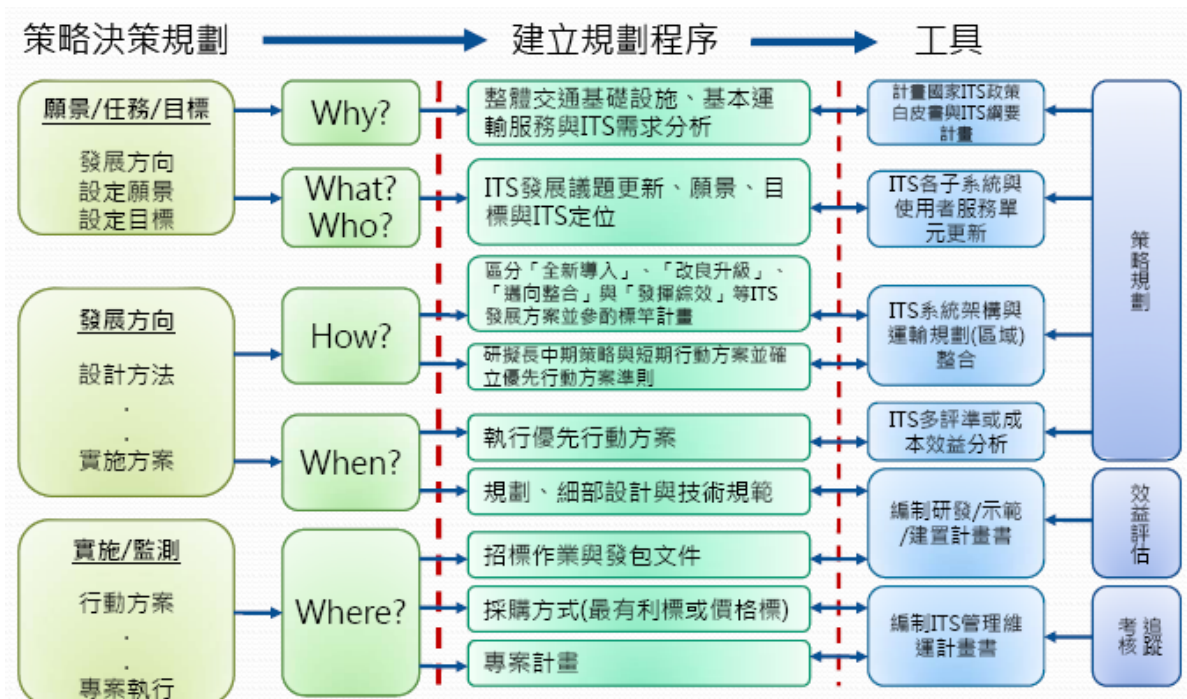 策略決策規劃
建立規劃程序
工具
願景/任務/目標
發展方向
設定願景
設定目標
Why?
整體交通基礎設施、基本運
輸服務與ITS需求分析
計畫國家ITS政策
白皮書與ITS綱要
計畫
What?
Who?
ITS發展議題更新、願景、目
標與ITS定位
ITS各子系統與
使用者服務單
元更新
策略規劃
發展方向
設計方法
.
.
實施方案
How?
區分「全新導入」、「改良升級」、
「邁向整合」與「發揮綜效」等ITS
發展方案並參酌標竿計畫
研擬長中期策略與短期行動方案並確
立優先行動方案準則
ITS系統架構與
運輸規劃(區域)
整合
When?
執行優先行動方案
ITS多評準或成
本效益分析
規劃、細部設計與技術規範
編制研發/示範
/建置計畫書
效益評估
實施/監測
行動方案
.
.
專案執行
Where?
招標作業與發包文件
採購方式(最有利標或價格標)
專案計畫
編制ITS管理維
運計畫書
追蹤
考核